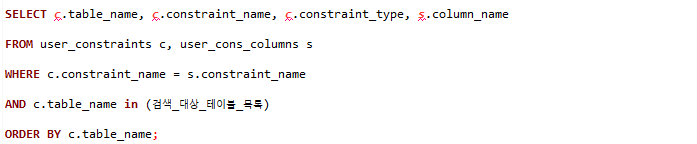 SELECT c.table_name, c.constraint_name, c.constraint_type, s.column_name
FROM user_constraints c, user_cons_columns s
WHERE c.constraint_name = s.constraint_name
AND c.table_name in (검색_대상_테이블_목록)
ORDER BY c.table_name;